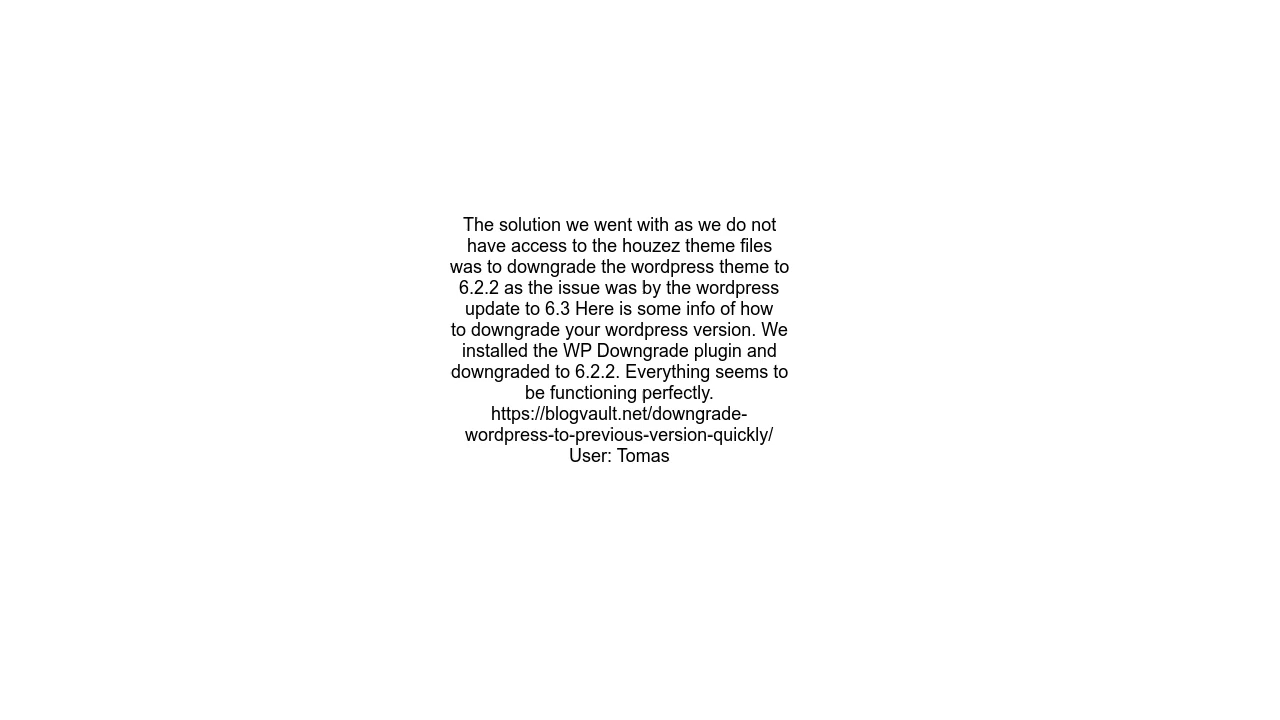 The solution we went with as we do not
have access to the houzez theme files
was to downgrade the wordpress theme to
6.2.2 as the issue was by the wordpress
update to 6.3 Here is some info of how
to downgrade your wordpress version. We
installed the WP Downgrade plugin and
downgraded to 6.2.2. Everything seems to
be functioning perfectly.
https://blogvault.net/downgrade-
wordpress-to-previous-version-quickly/
User: Tomas